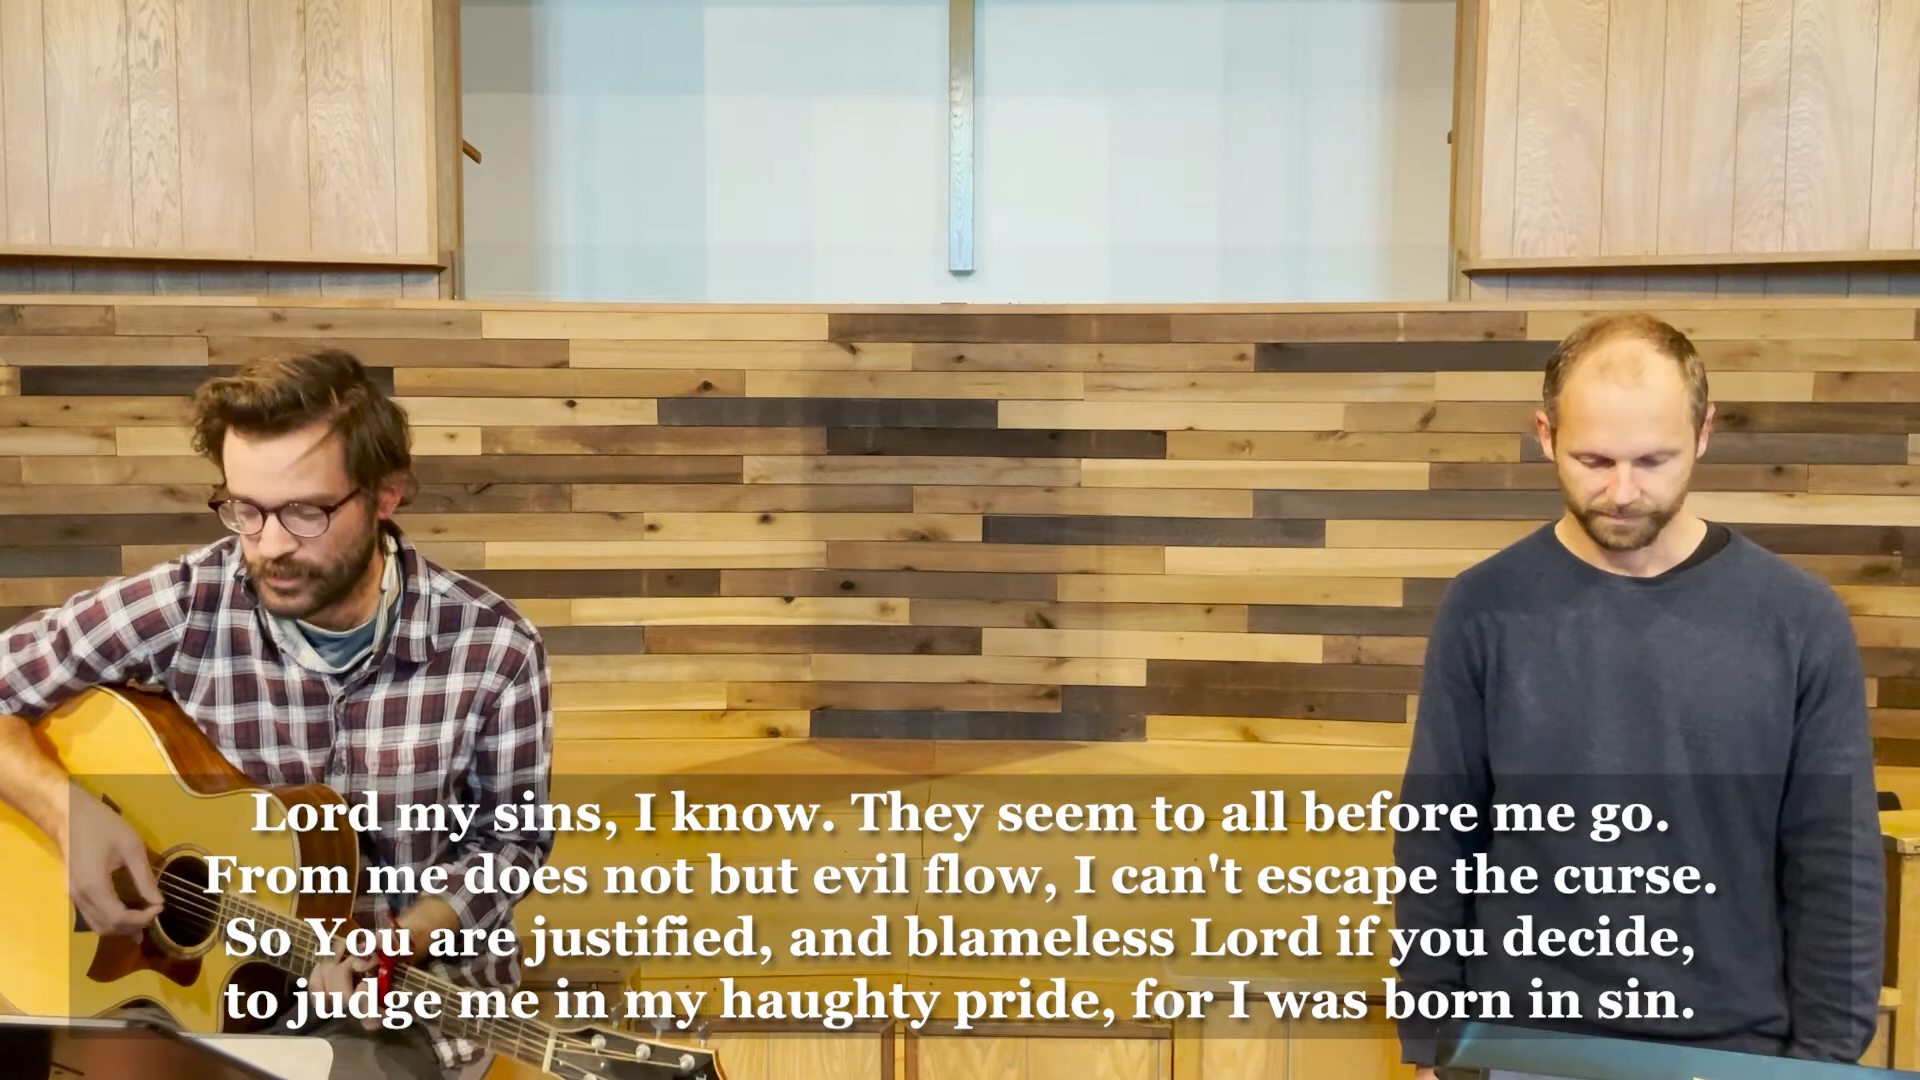 Lord my sins, I know. They seem to all before me go.
From me does not but evil flow, I can't escape the curse.
So You are justified, and blameless Lord if you decide,
to judge me in my haughty pride, for I was born in sin.